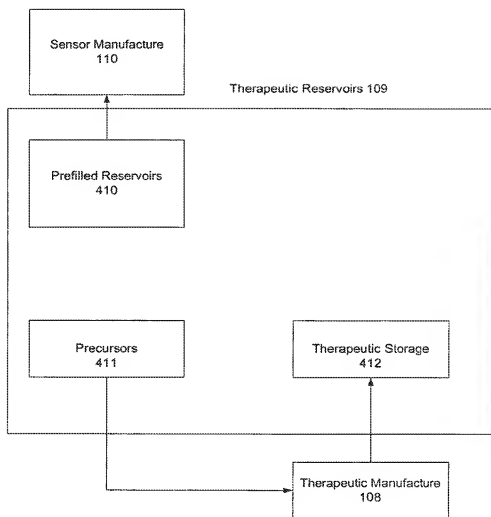 Sensor Manufacture
110
Therapeutic Reservoirs 109
Prefilled Reservoirs
410
Precursors
411
Therapeutic Storage
412
Therapeutic Manufacture
108